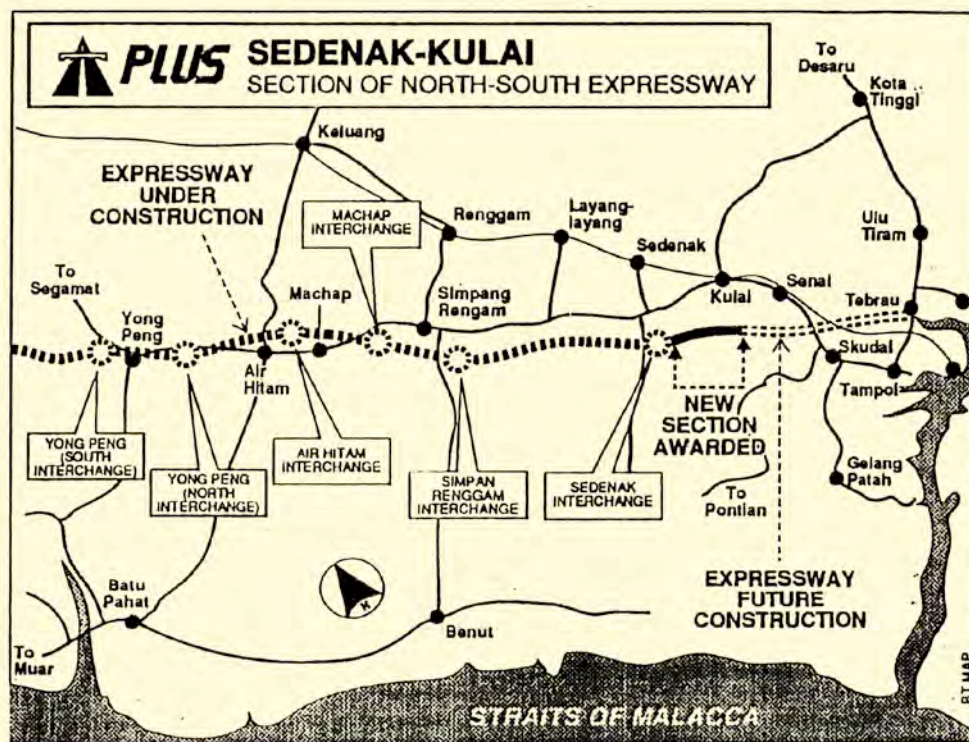 PLUS SEDENAK-KULAI
SECTION OF NORTH-SOUTH EXPRESSWAY
To
Desaru
Kota
Tinggi
Keluang
EXPRESSWAY
UNDER
CONSTRUCTION
MACHAP
INTERCHANGE
Renggam
Layang-
layang
Sedenak
Ulu
Tiram
To
Segamat
Yong
Peng
Machap
Simpang
Rengam
Kulai
Senai
Tebrau
Air
Hitam
Skudai
Tampoi
NEW
SECTION
AWARDED
YONG PENG
(SOUTH
INTERCHANGE)
YONG PENG
(NORTH
INTERCHANGE)
AIR HITAM
INTERCHANGE
SIMPAN
RENGGAM
INTERCHANGE
SEDENAK
INTERCHANGE
To
Pontian
Gelang
Patah
EXPRESSWAY
FUTURE
CONSTRUCTION
Batu
Pahat
N
Benut
To
Muar
STRAITS OF MALACCA
BT MAP